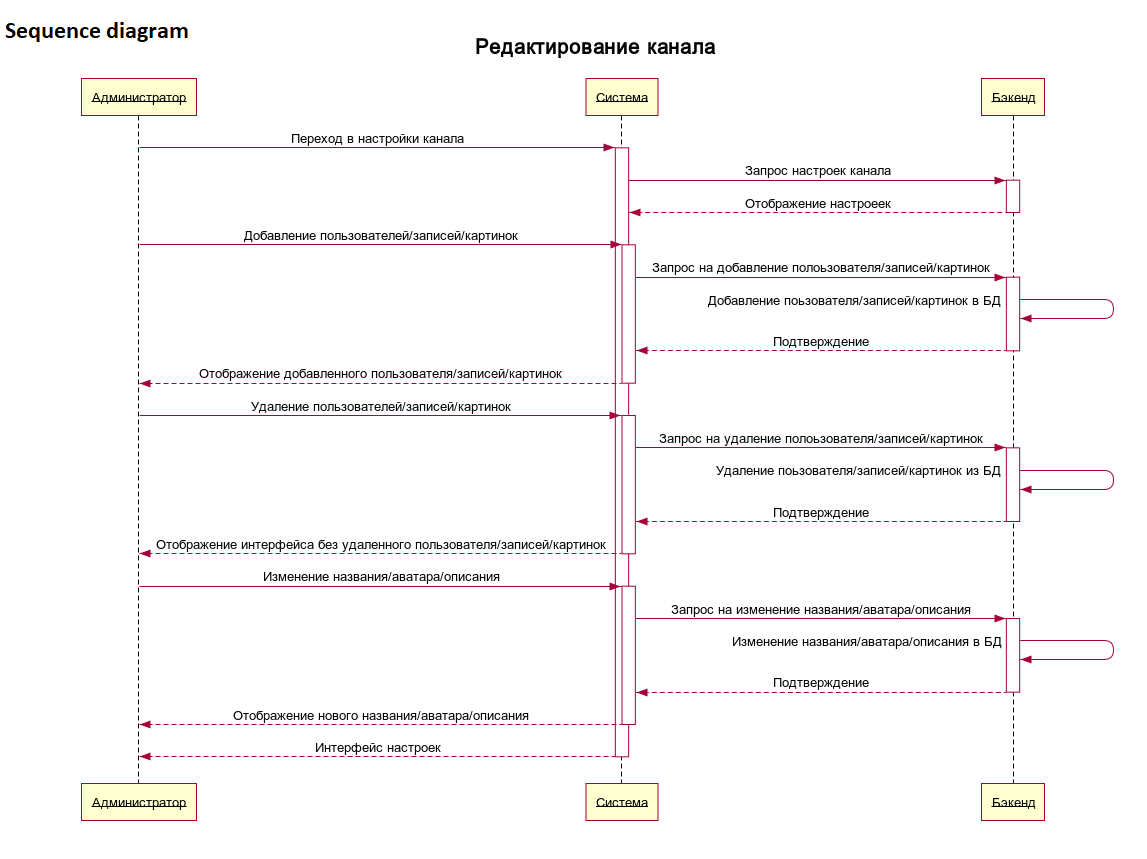 Sequence diagram
Редактирование канала
Администратор
Система
Бэкенд
Переход в настройки канала
Запрос настроек канала
Отображение настроеек
Добавление пользователей/записей/картинок
Запрос на добавление полоьзователя/записей/картинок
Добавление поьзователя/записей/картинок в БД
Подтверждение
Отображение добавленного пользователя/записей/картинок
Удаление пользователей/записей/картинок
Запрос на удаление полоьзователя/записей/картинок
Удаление поьзователя/записей/картинок из БД
Подтверждение
Отображение интерфейса без удаленного пользователя/записей/картинок
Изменение названия/аватара/описания
Запрос на изменение названия/аватара/описания
Изменение названия/аватара/описания в БД
Подтверждение
Отображение нового названия/аватара/описания
Интерфейс настроек
Администратор
Система
Бэкенд